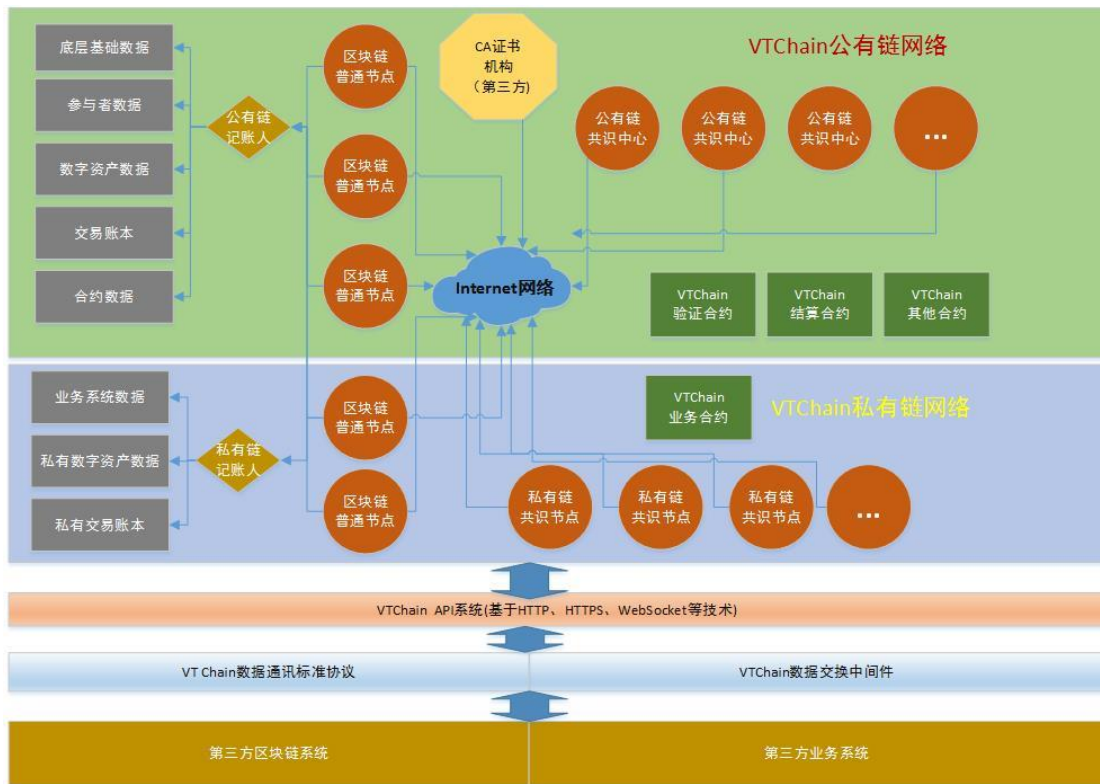 VTChain公有链网络
底层基础数据
参与者数据
数字资产数据
交易账本
合约数据
公有链
记账人
区块链
普通节点
区块链
普通节点
区块链
普通节点
CA证书
机构
（第三方)
公有链
共识中心
公有链
共识中心
公有链
共识中心
...
Internet网络
VTChain
验证合约
VTChain
结算合约
VTChain
其他合约
VTChain私有链网络
业务系统数据
私有数字资产数据
私有交易账本
私有链
记账人
区块链
普通节点
区块链
普通节点
VTChain
业务合约
私有链
共识节点
私有链
共识节点
私有链
共识节点
...
VTChain API系统(基于HTTP、HTTPS、WebSocket等技术)
VT Chain数据通讯标准协议
VTChain数据交换中间件
第三方区块链系统
第三方业务系统